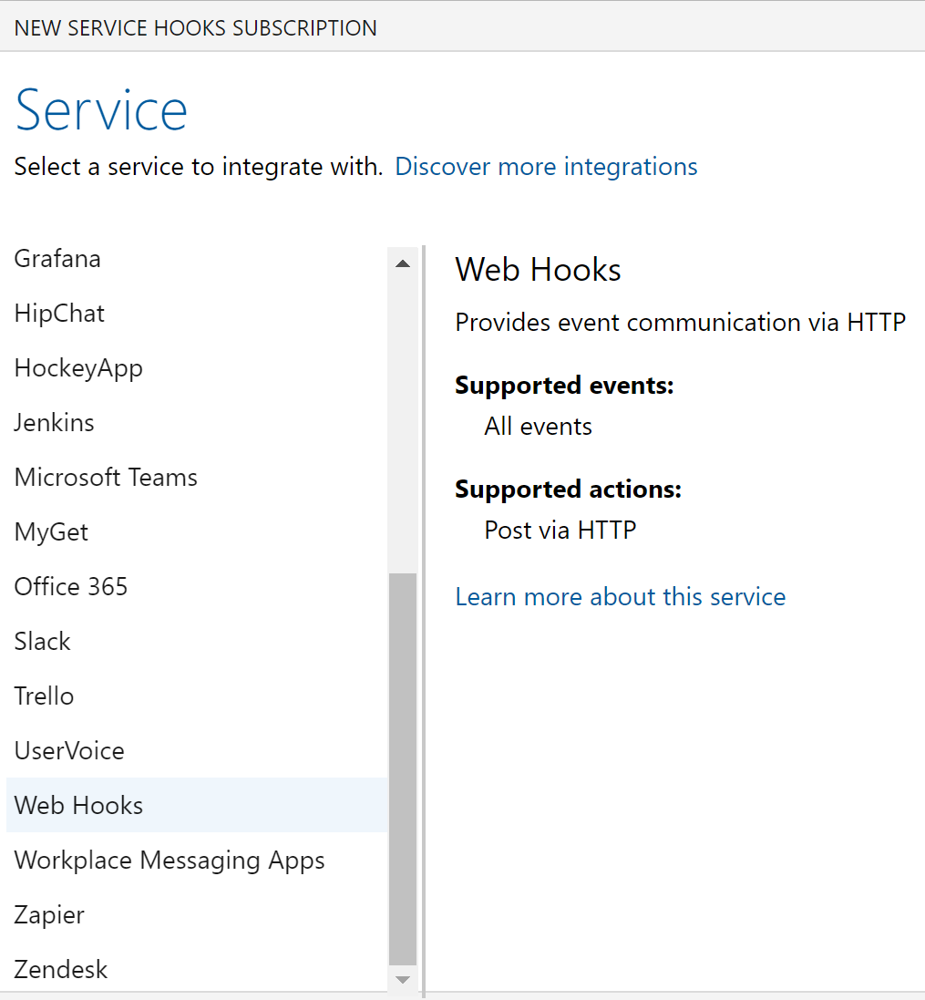 NEW SERVICE HOOKS SUBSCRIPTION
Service
Select a service to integrate with. Discover more integrations
Grafana
HipChat
HockeyApp
Jenkins
Microsoft Teams
MyGet
Office 365
Slack
Trello
UserVoice
Web Hooks
Workplace Messaging Apps
Zapier
Zendesk
Web Hooks
Provides event communication via HTTP
Supported events:
All events
Supported actions:
Post via HTTP
Learn more about this service